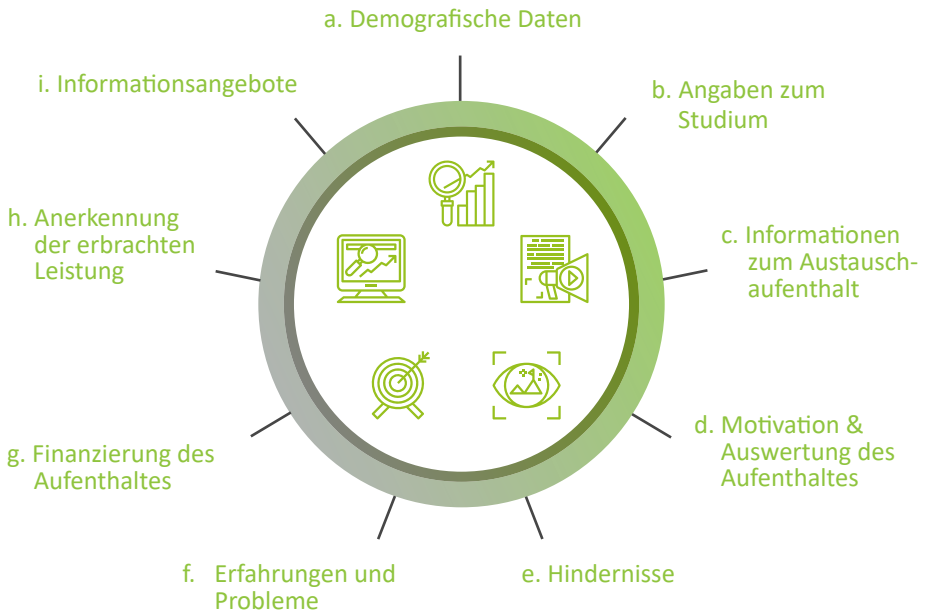 a. Demografische Daten
b. Angaben zum
Studium
c. Informationen
zum Austausch-
aufenthalt
d. Motivation &
Auswertung des
Aufenthaltes
e. Hindernisse
f. Erfahrungen und
Probleme
g. Finanzierung des
Aufenthaltes
h. Anerkennung
der erbrachten
Leistung
i. Informationsangebote